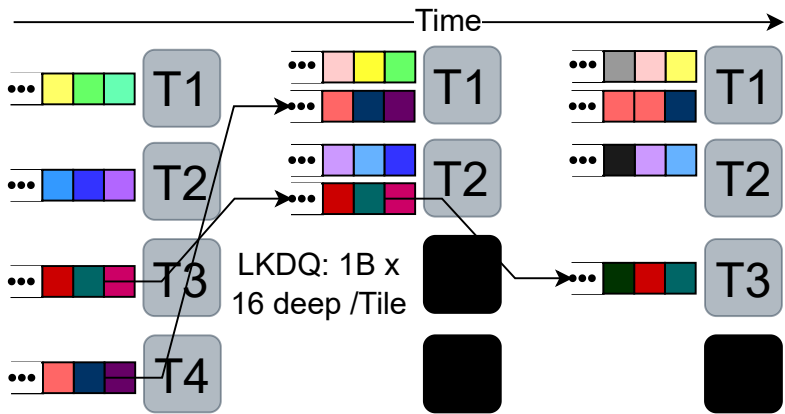 Time
T1
T1
T1
T2
T2
T2
LKDQ: 1B x
16 deep /Tile
T3
T3
T4